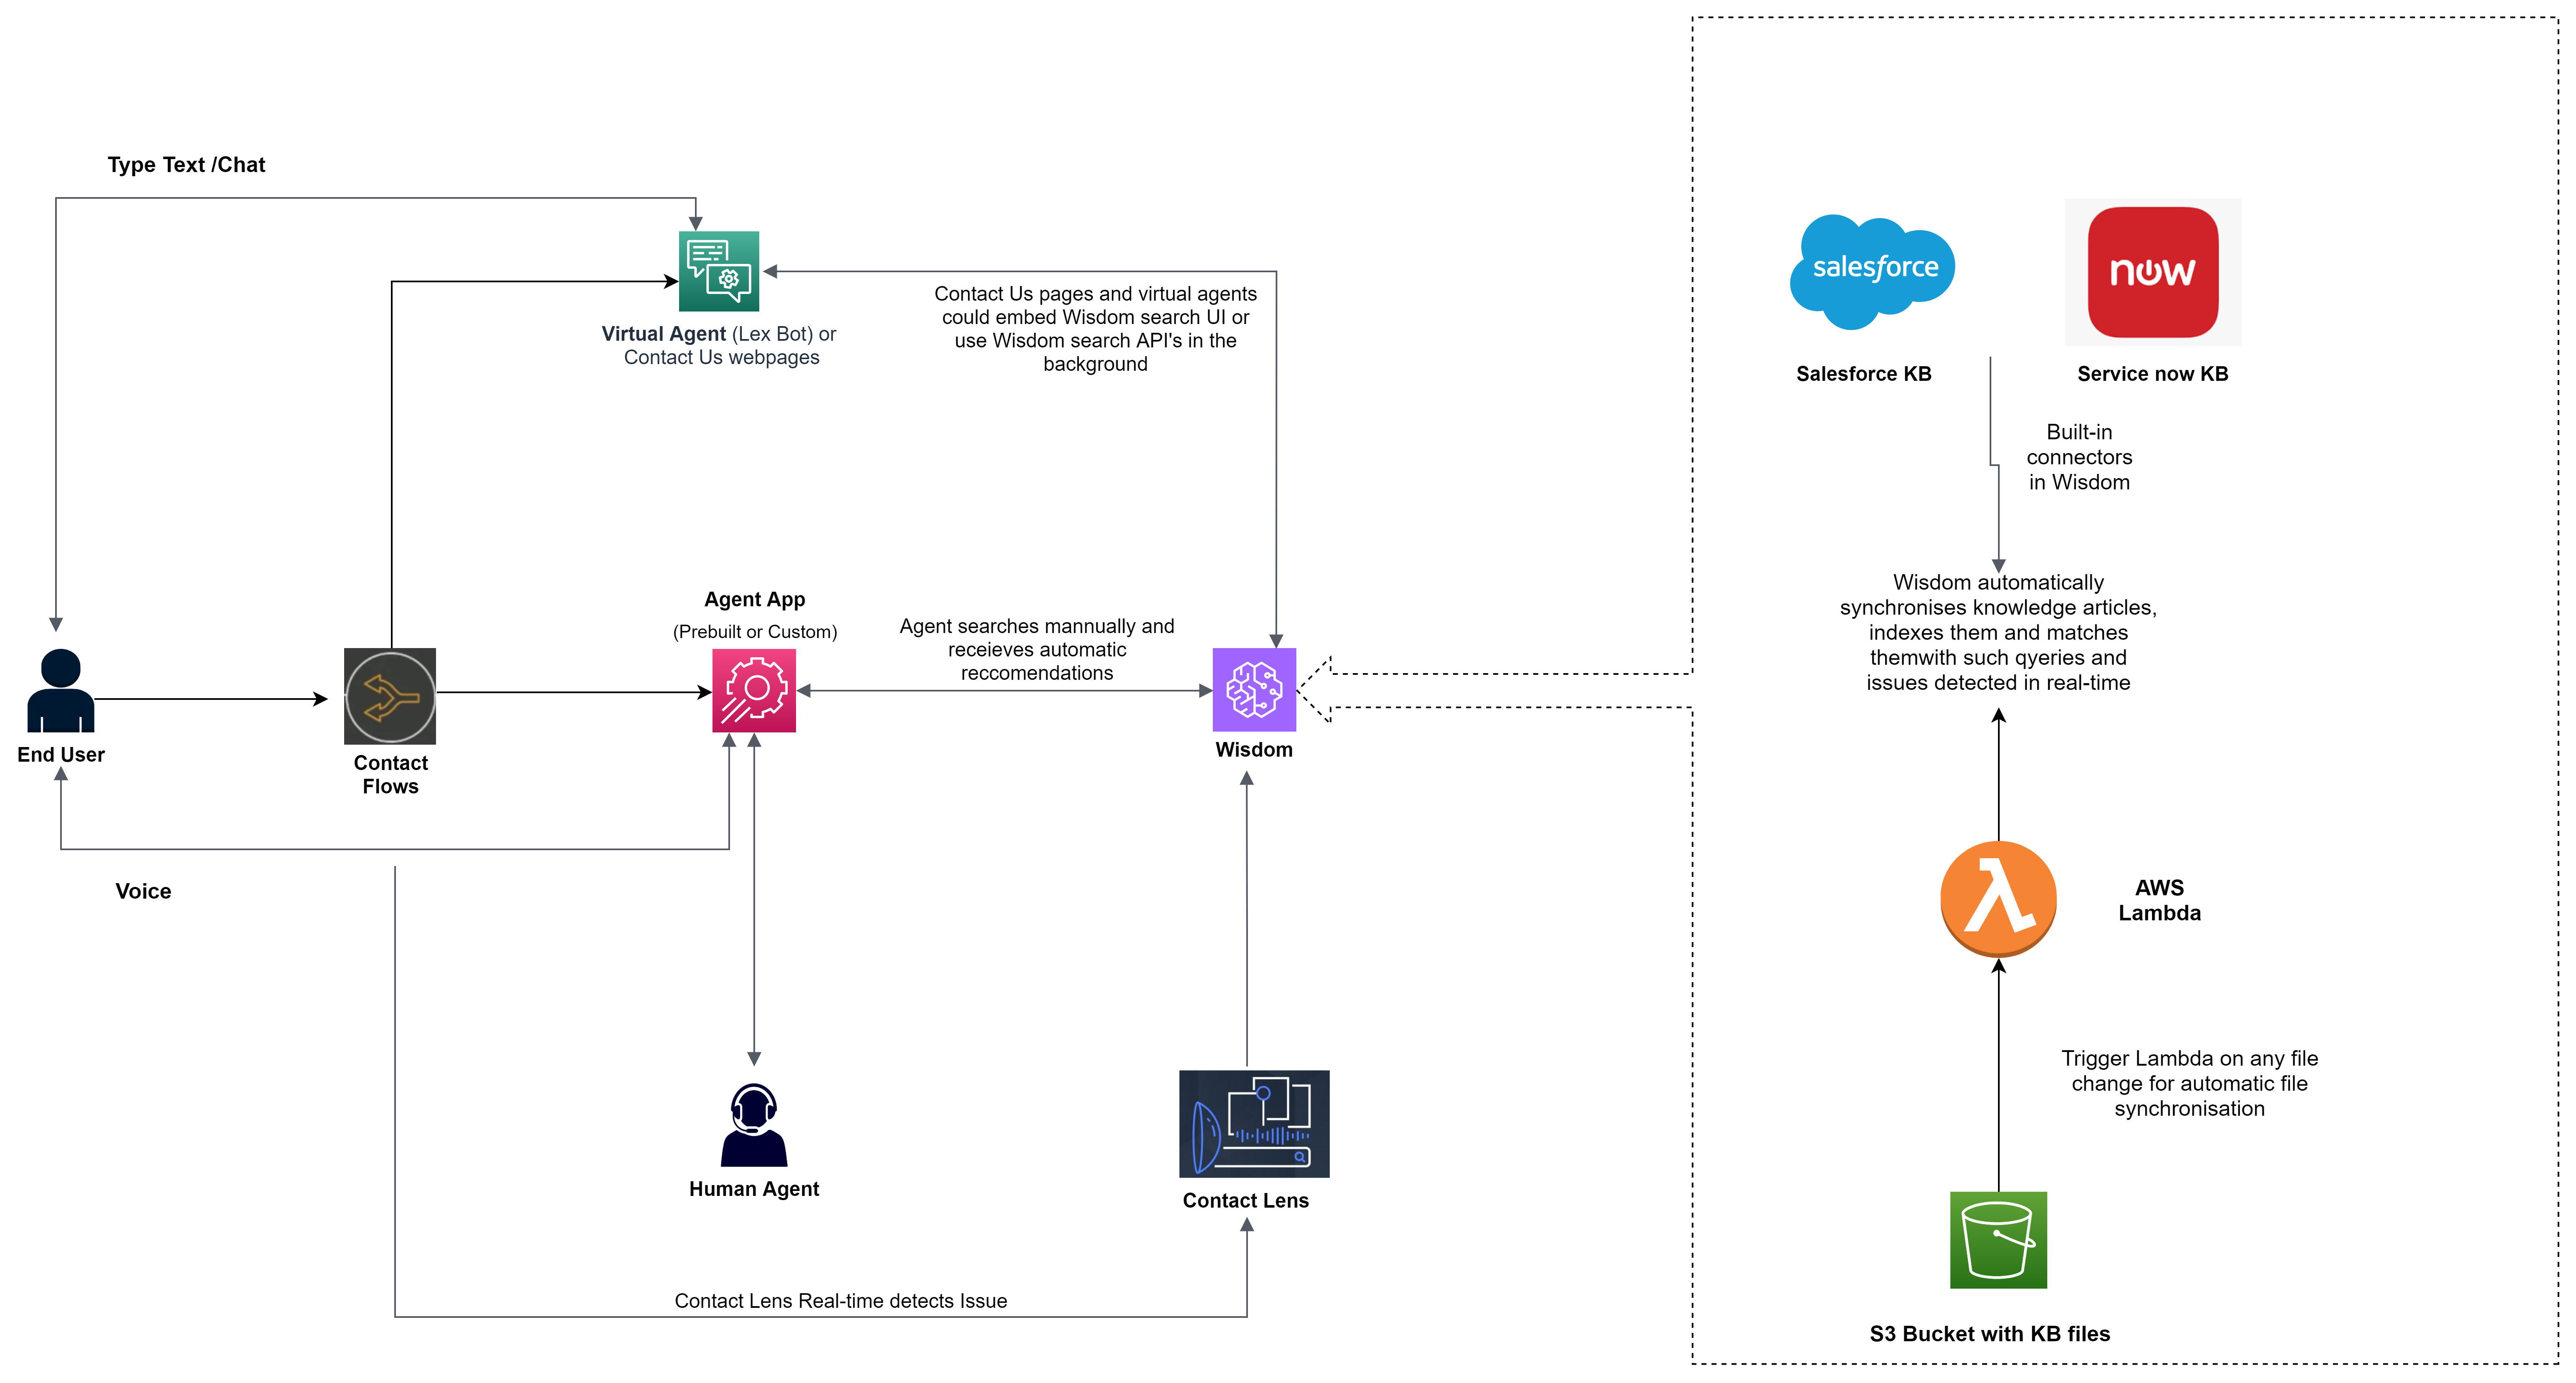 Type Text /Chat
salesforce
now
Virtual Agent (Lex Bot) or
Contact Us webpages
Contact Us pages and virtual agents
could embed Wisdom search UI or
use Wisdom search API's in the
background
Salesforce KB
Service now KB
Built-in
connectors
in Wisdom
Agent App
(Prebuilt or Custom)
Agent searches mannually and
receieves automatic
reccomendations
Wisdom automatically
synchronises knowledge articles,
indexes them and matches
themwith such qyeries and
issues detected in real-time
End User
Contact
Flows
Wisdom
Voice
AWS
Lambda
Trigger Lambda on any file
change for automatic file
synchronisation
Human Agent
Contact Lens
Contact Lens Real-time detects Issue
S3 Bucket with KB files